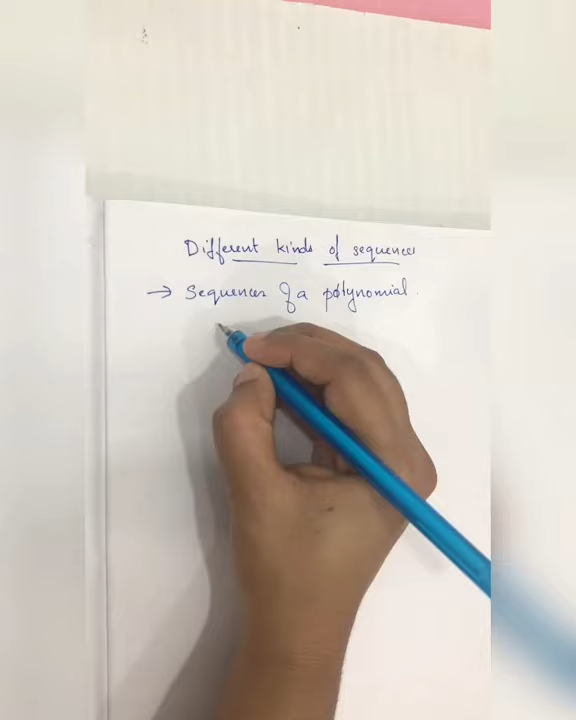 Different kinds of sequences
→ Sequences of a polynomial.